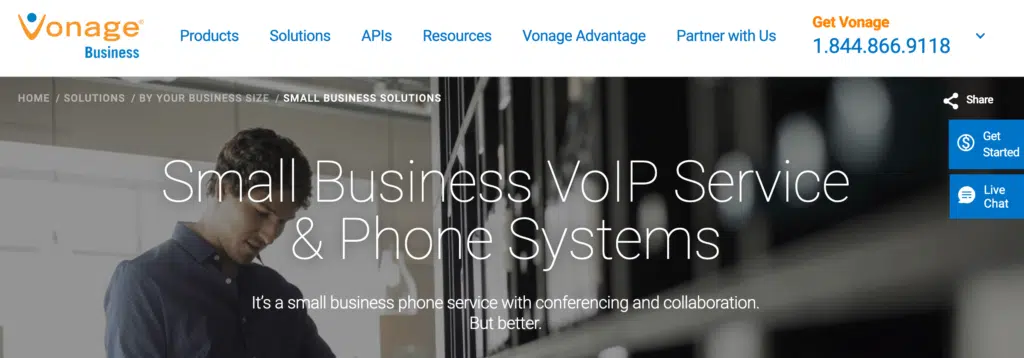 Vonage®
Business
Products
Solutions
APIs
Resources
Vonage Advantage
Partner with Us
Get Vonage
1.844.866.9118
HOME / SOLUTIONS / BY YOUR BUSINESS SIZE / SMALL BUSINESS SOLUTIONS
Share
Get
Started
Live
Chat
Small Business VoIP Service
& Phone Systems
It's a small business phone service with conferencing and collaboration.
But better.